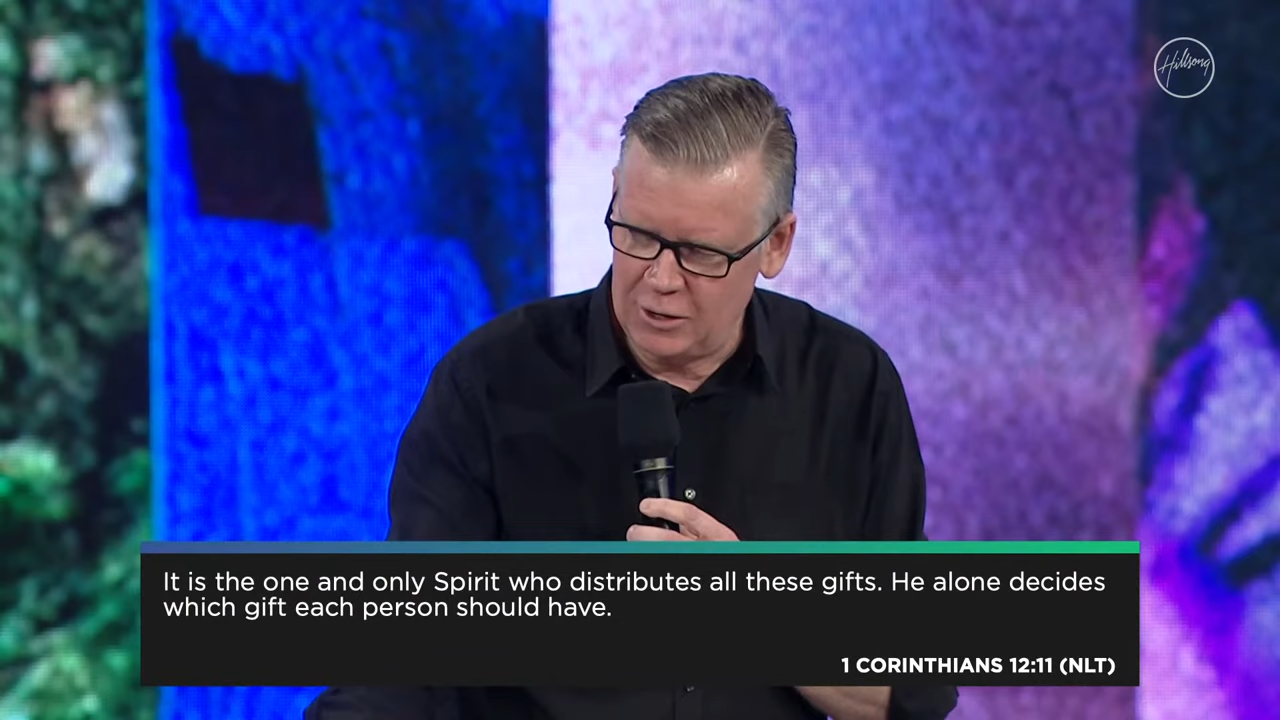 Hillsong
It is the one and only Spirit who distributes all these gifts. He alone decides
which gift each person should have.
1 CORINTHIANS 12:11 (NLT)